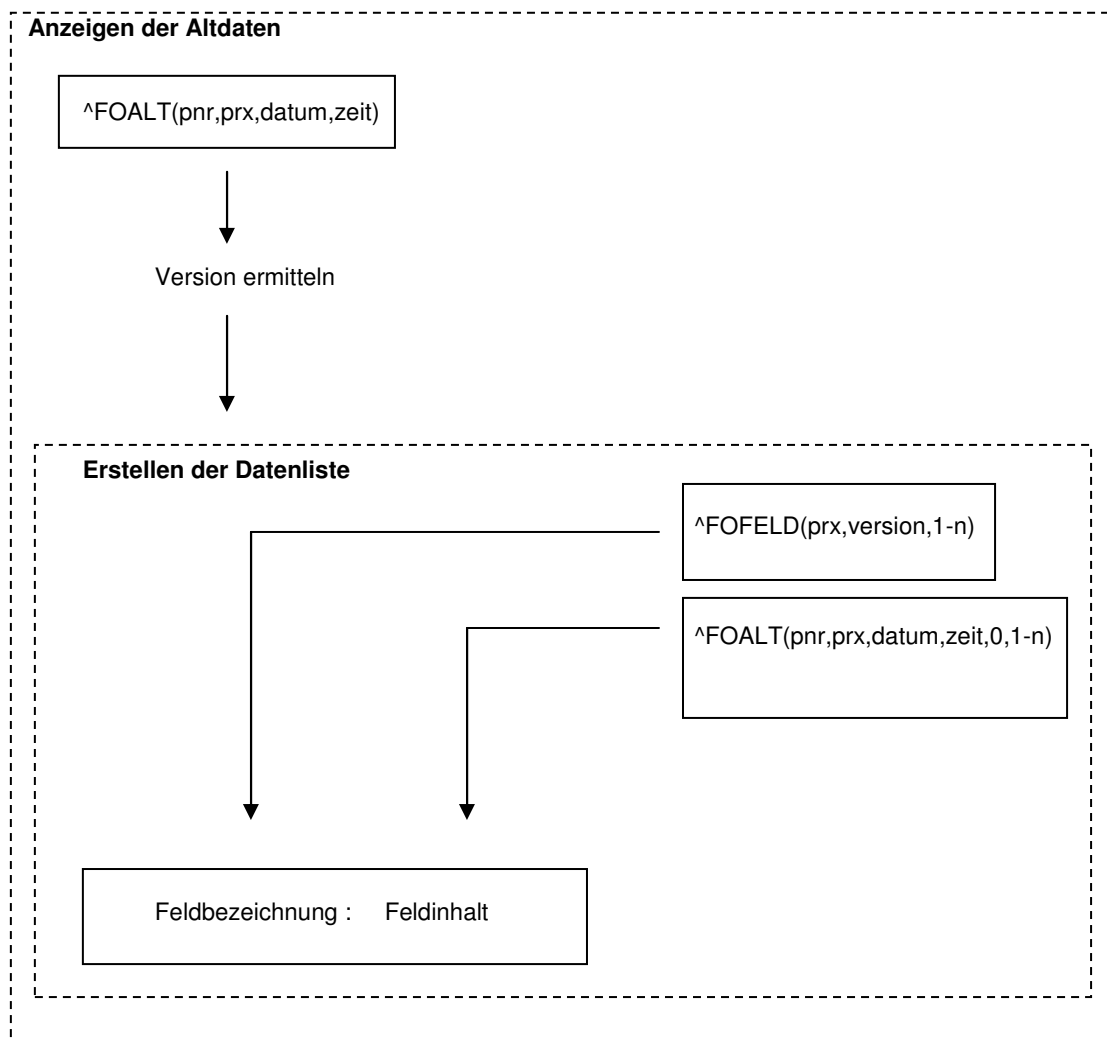 Anzeigen der Altdaten
^FOALT(pnr,prx,datum,zeit)
Version ermitteln
Erstellen der Datenliste
^FOFELD(prx,version,1-n)
^FOALT(pnr,prx,datum,zeit,0,1-n)
Feldbezeichnung : Feldinhalt